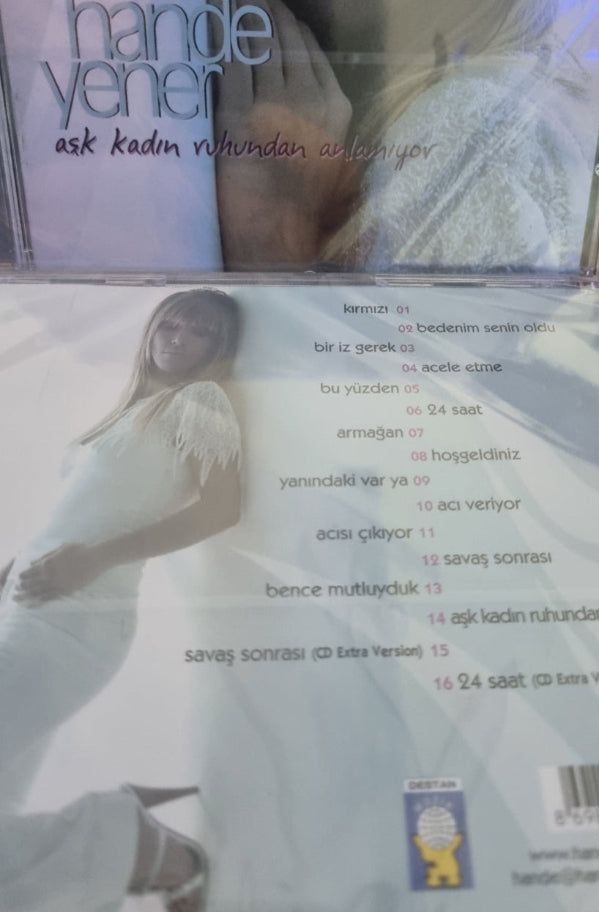 hande
yener
aşk kadın ruhundan anlamıyor
kırmızı 01
02 bedenim senin oldu
bir iz gerek 03
04 acele etme
bu yüzden 05
06 24 saat
armağan 07
08 hoşgeldiniz
yanındaki var ya 09
10 acı veriyor
acısı çıkıyor 11
12 savaş sonrası
bence mutluyduk 13
14 aşk kadın ruhundan
savaş sonrası (CD Extra Version) 15
16 24 saat (CD Extra V
DESTAN